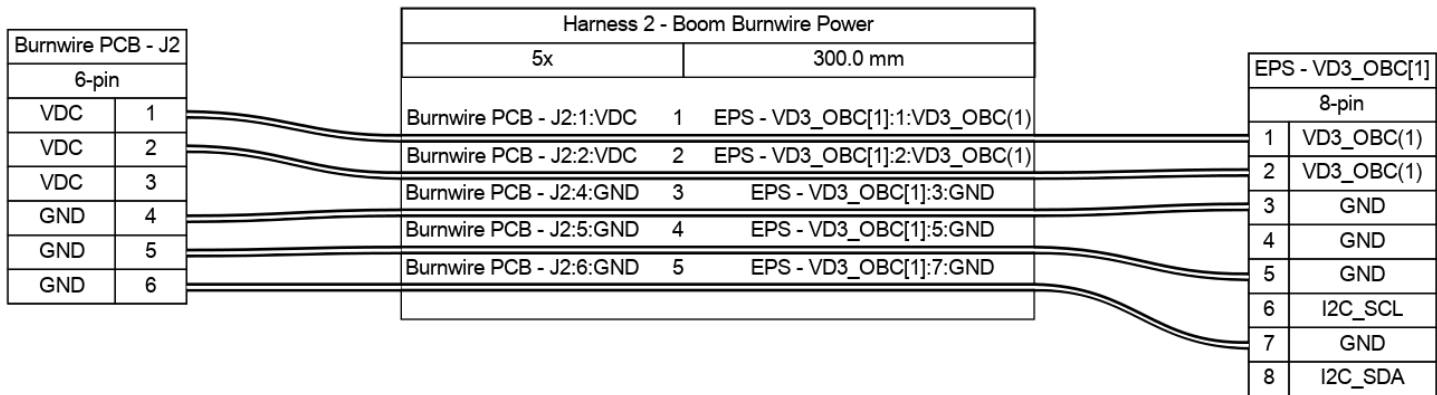 Burnwire PCB - J2
6-pin
VDC 1
VDC 2
VDC 3
GND 4
GND 5
GND 6
Harness 2 - Boom Burnwire Power
5x 300.0 mm
Burnwire PCB - J2:1:VDC 1 EPS - VD3_OBC[1]:1:VD3_OBC(1)
Burnwire PCB - J2:2:VDC 2 EPS - VD3_OBC[1]:2:VD3_OBC(1)
Burnwire PCB - J2:4:GND 3 EPS - VD3_OBC[1]:3:GND
Burnwire PCB - J2:5:GND 4 EPS - VD3_OBC[1]:5:GND
Burnwire PCB - J2:6:GND 5 EPS - VD3_OBC[1]:7:GND
EPS - VD3_OBC[1]
8-pin
1 VD3_OBC(1)
2 VD3_OBC(1)
3 GND
4 GND
5 GND
6 I2C_SCL
7 GND
8 I2C_SDA